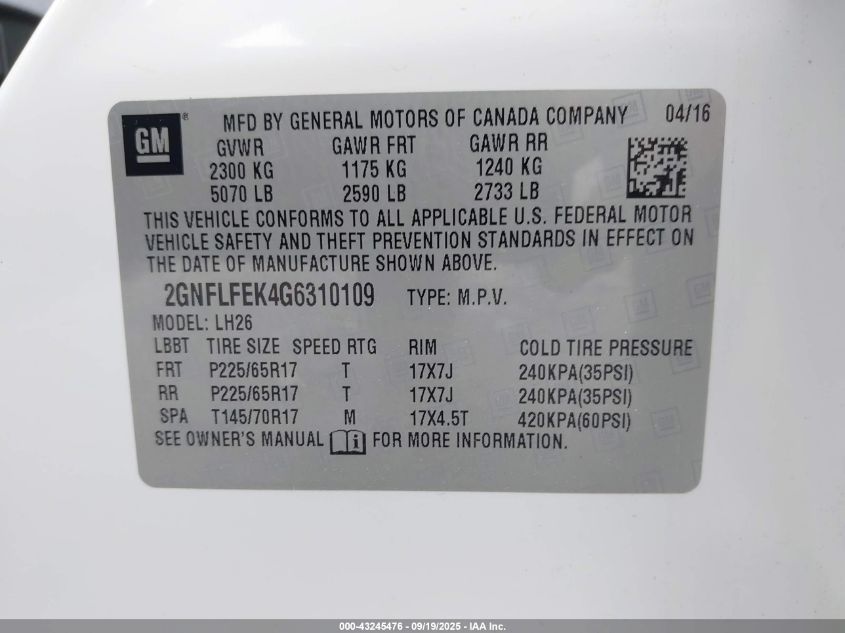 GM ® MFD BY GENERAL MOTORS OF CANADA COMPANY 04/16
GVWR GAWR FRT GAWR RR
2300 KG 1175 KG 1240 KG
5070 LB 2590 LB 2733 LB
THIS VEHICLE CONFORMS TO ALL APPLICABLE U.S. FEDERAL MOTOR
VEHICLE SAFETY AND THEFT PREVENTION STANDARDS IN EFFECT ON
THE DATE OF MANUFACTURE SHOWN ABOVE.
2GNFLFEK4G6310109 TYPE: M.P.V.
MODEL: LH26
LBBT TIRE SIZE SPEED RTG RIM COLD TIRE PRESSURE
FRT P225/65R17 T 17X7J 240KPA(35PSI)
RR P225/65R17 T 17X7J 240KPA(35PSI)
SPA T145/70R17 M 17X4.5T 420KPA(60PSI)
SEE OWNER'S MANUAL i FOR MORE INFORMATION.
000-43245476 - 09/19/2025 - IAA Inc.